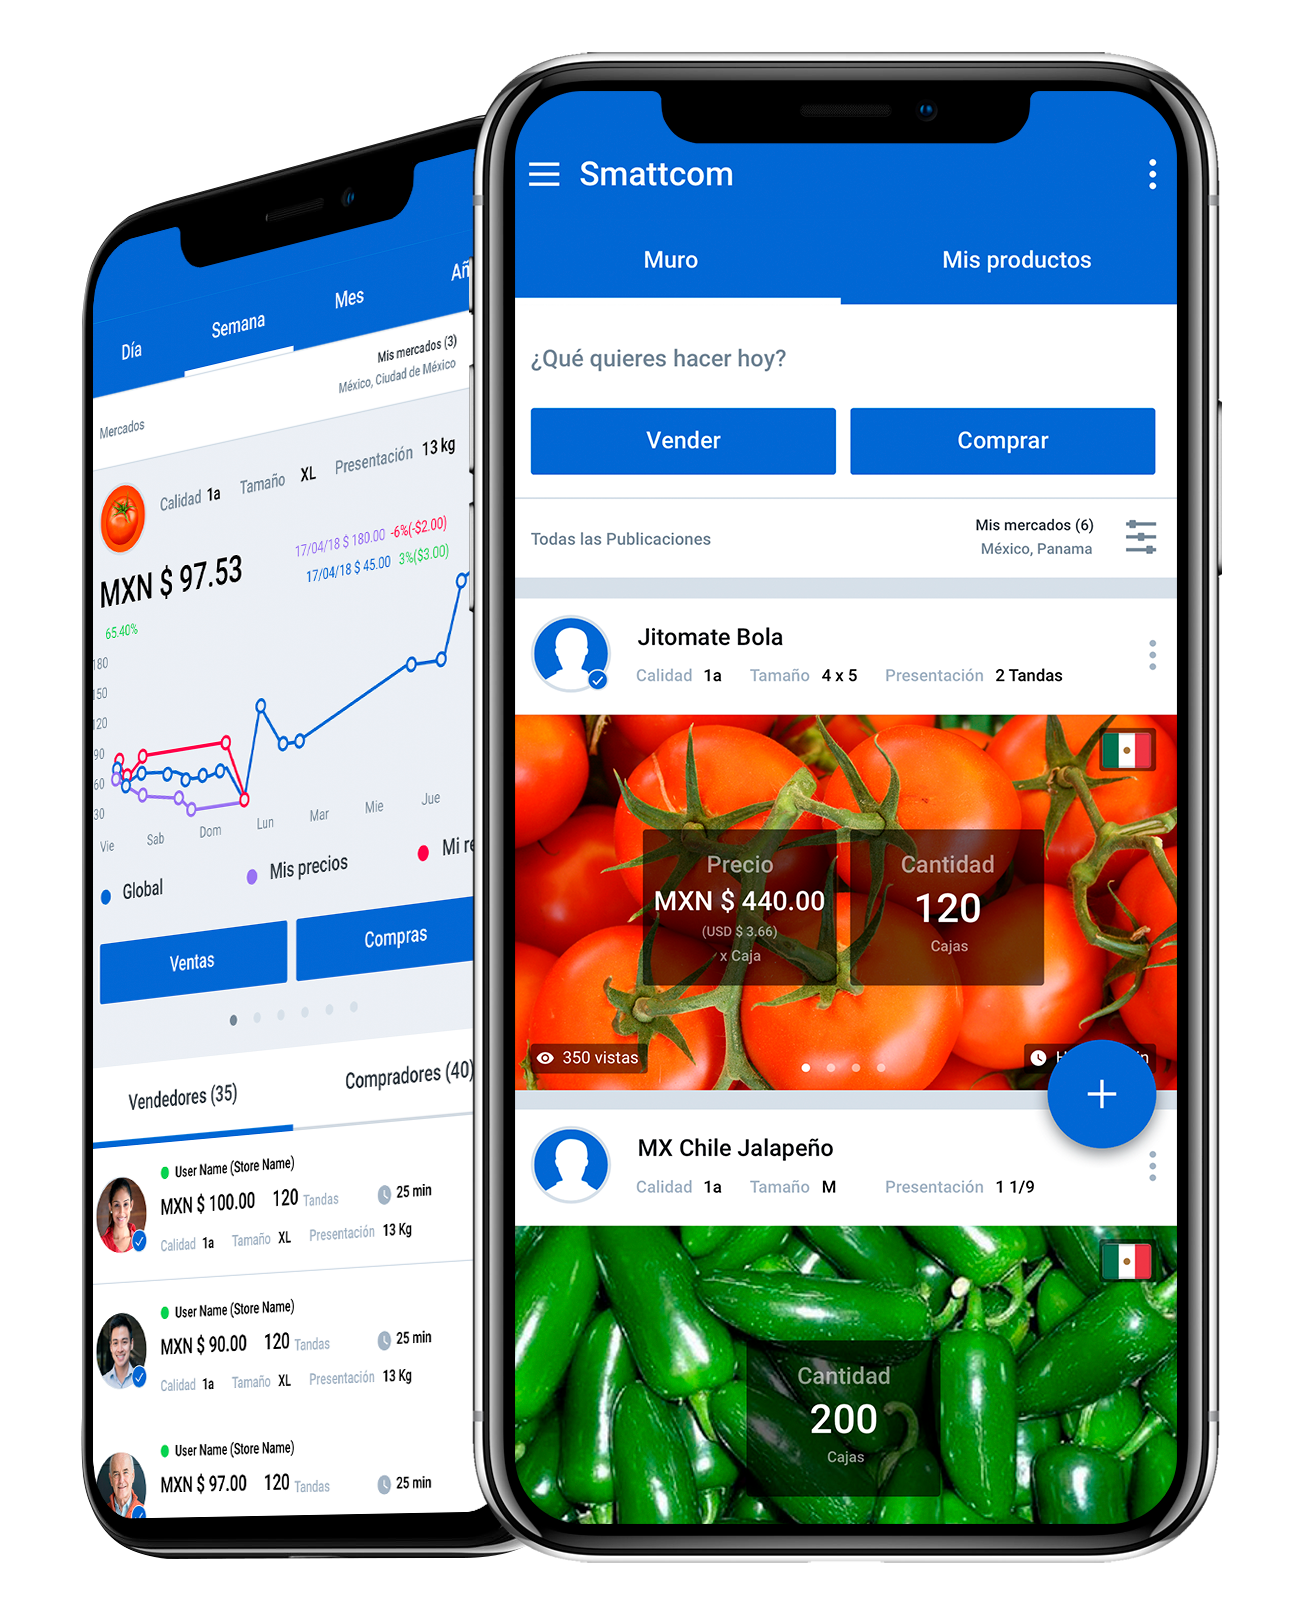 Día
Semana
Mes
Mercados
Mis mercados (3)
México, Ciudad de México
Calidad 1a Tamaño XL Presentación 13 kg
MXN $ 97.53
17/04/18 $ 180.00 -6%(-$2.00)
17/04/18 $ 45.00 3%($3.00)
65.40%
180
150
120
90
60
30
Vie Sab Dom Lun Mar Mie Jue
Global
Mis precios
Ventas
Compras
Vendedores (35)
Compradores (40)
User Name (Store Name)
MXN $ 100.00 120 Tandas 25 min
Calidad 1a Tamaño XL Presentación 13 Kg
User Name (Store Name)
MXN $ 90.00 120 Tandas 25 min
Calidad 1a Tamaño XL Presentación 13 Kg
User Name (Store Name)
MXN $ 97.00 120 Tandas 25 min
Smattcom
Muro
Mis productos
¿Qué quieres hacer hoy?
Vender
Comprar
Todas las Publicaciones
Mis mercados (6)
México, Panama
Jitomate Bola
Calidad 1a Tamaño 4 x 5 Presentación 2 Tandas
Precio
MXN $ 440.00
(USD $ 3.66)
x Caja
Cantidad
120
Cajas
350 vistas
MX Chile Jalapeño
Calidad 1a Tamaño M Presentación 1 1/9
Cantidad
200
Cajas